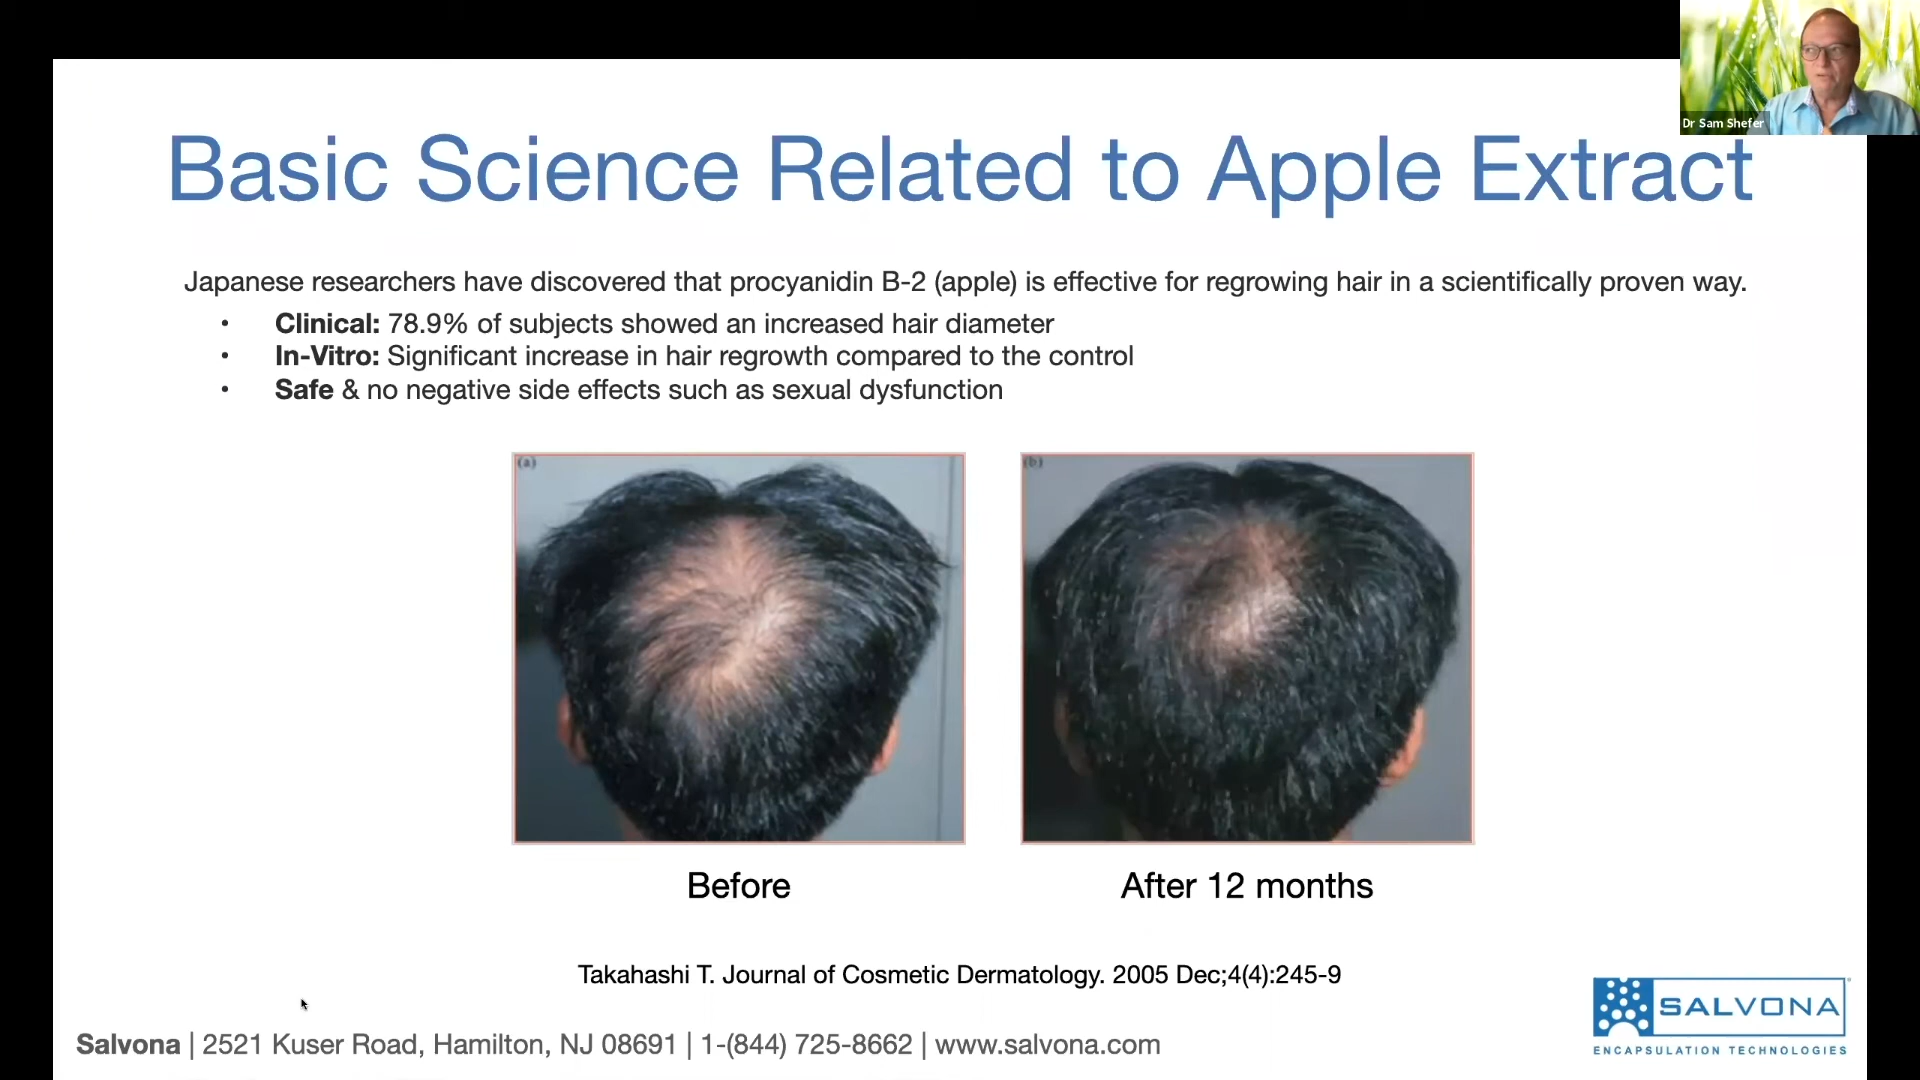 Dr Sam Shefer
Basic Science Related to Apple Extract
Japanese researchers have discovered that procyanidin B-2 (apple) is effective for regrowing hair in a scientifically proven way.
• Clinical: 78.9% of subjects showed an increased hair diameter
• In-Vitro: Significant increase in hair regrowth compared to the control
• Safe & no negative side effects such as sexual dysfunction
(a)
(b)
Before
After 12 months
Takahashi T. Journal of Cosmetic Dermatology. 2005 Dec;4(4):245-9
SALVONA
ENCAPSULATION TECHNOLOGIES
Salvona | 2521 Kuser Road, Hamilton, NJ 08691 | 1-(844) 725-8662 | www.salvona.com